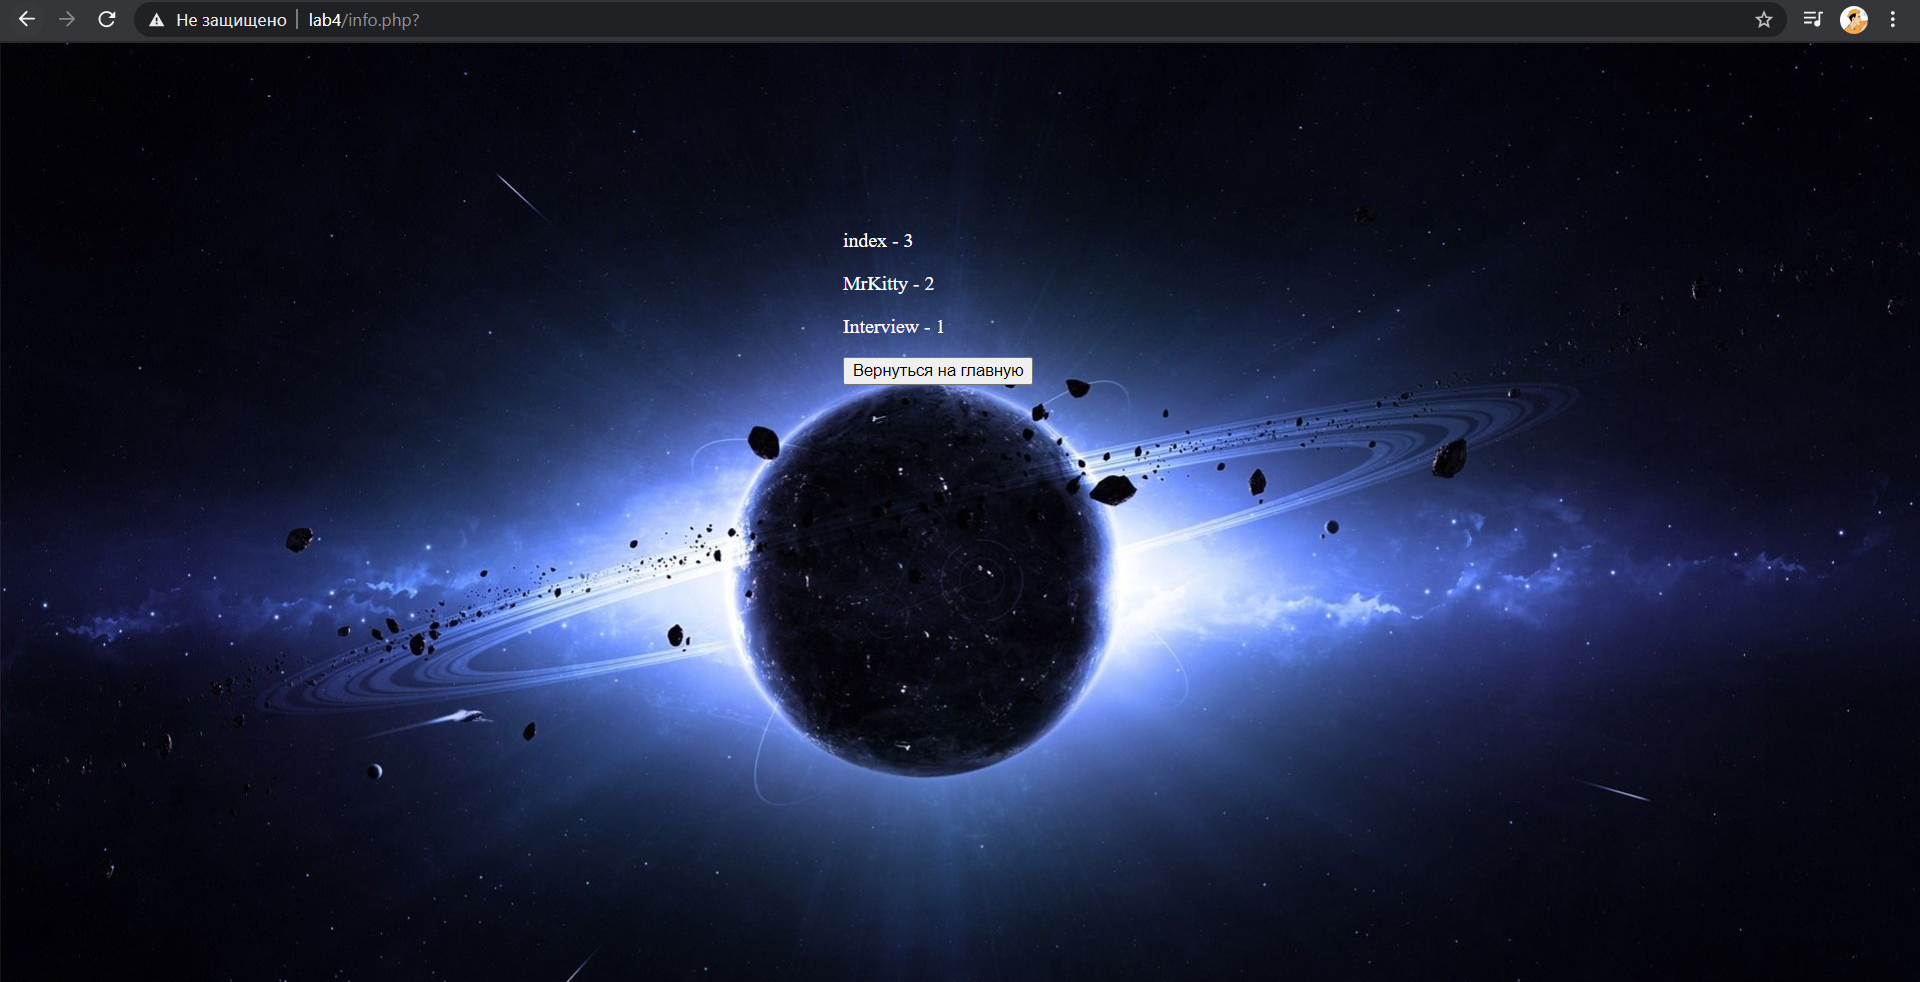 Не защищено | lab4/info.php?
index - 3
MrKitty - 2
Interview - 1
Вернуться на главную